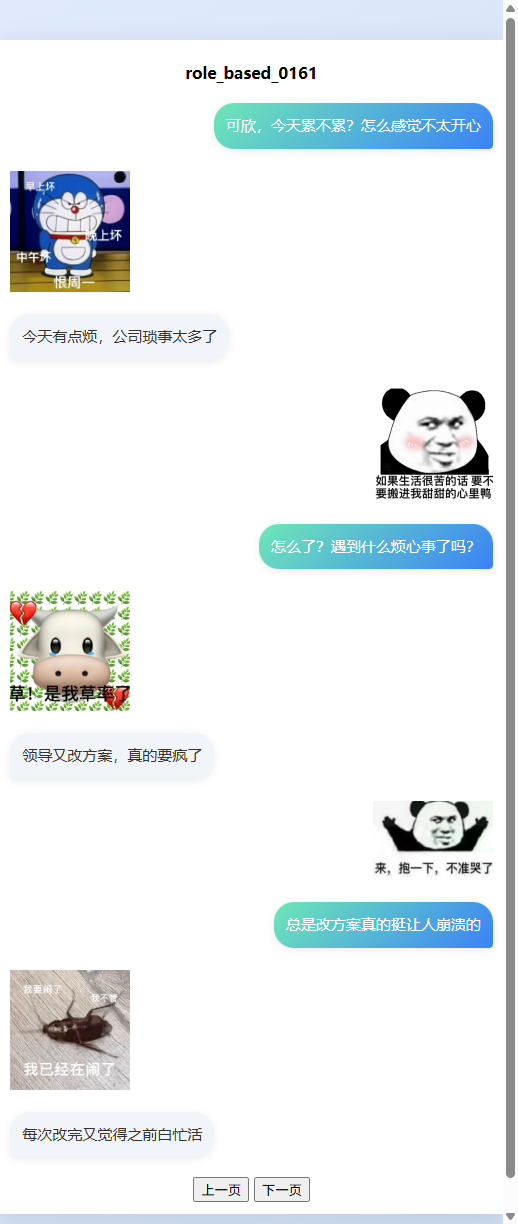 role_based_0161
可欣，今天累不累？怎么感觉不太开心
早上坏
晚上坏
中午坏
恨周一
今天有点烦，公司琐事太多了
如果生活很苦的话 要不
要搬进我甜甜的心里鸭
怎么了？遇到什么烦心事了吗？
草！是我草率了
领导又改方案，真的要疯了
来，抱一下，不准哭了
总是改方案真的挺让人崩溃的
我要闹了
我不管
我已经在闹了
每次改完又觉得之前白忙活
上一页 下一页